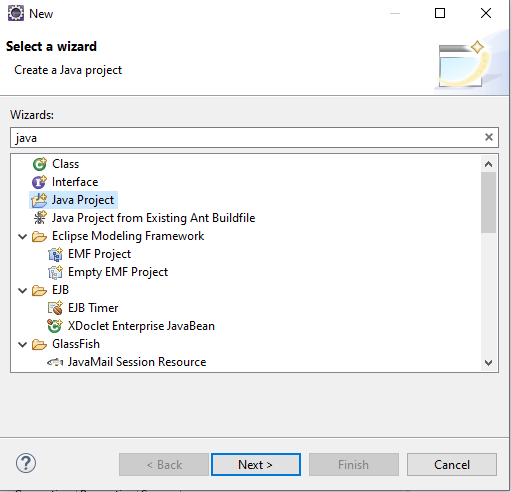 New
Select a wizard
Create a Java project
Wizards:
java
Class
Interface
Java Project
Java Project from Existing Ant Buildfile
Eclipse Modeling Framework
EMF Project
Empty EMF Project
EJB
EJB Timer
XDoclet Enterprise JavaBean
GlassFish
JavaMail Session Resource
? < Back Next > Finish Cancel